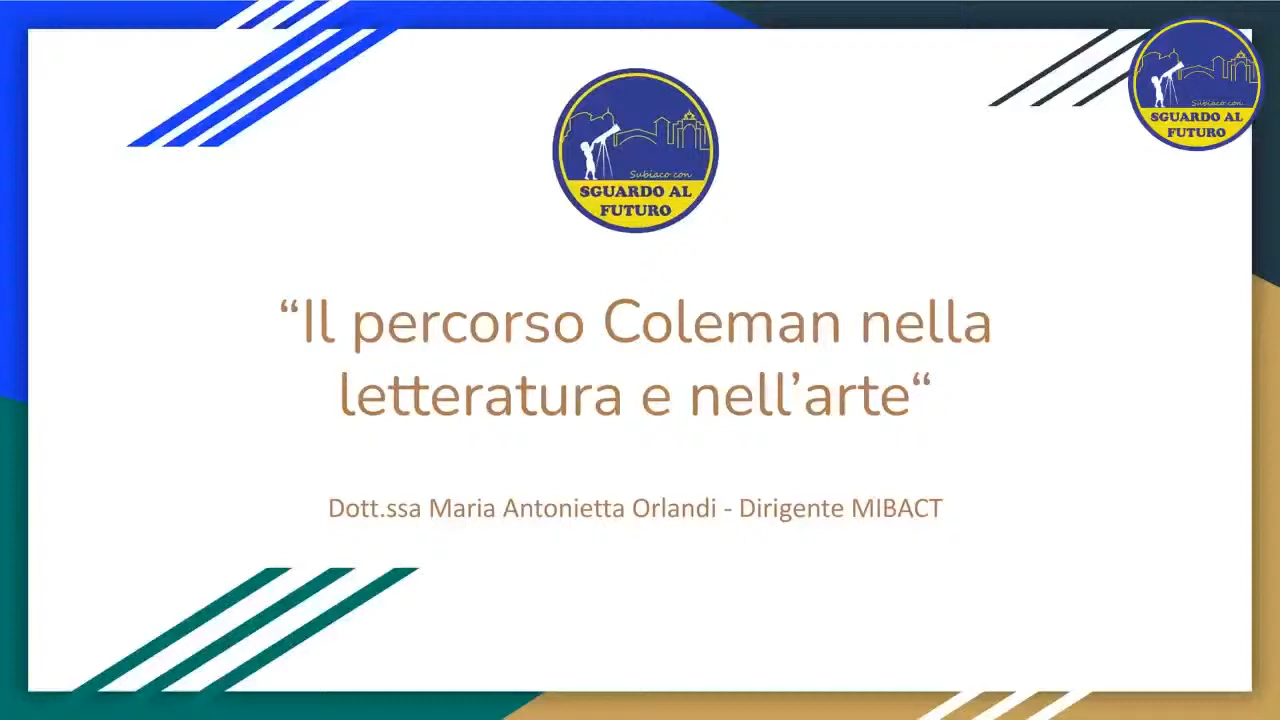 Subiaco con
SGUARDO AL
FUTURO
Subiaco con
SGUARDO AL
FUTURO
“Il percorso Coleman nella
letteratura e nell’arte“
Dott.ssa Maria Antonietta Orlandi - Dirigente MIBACT